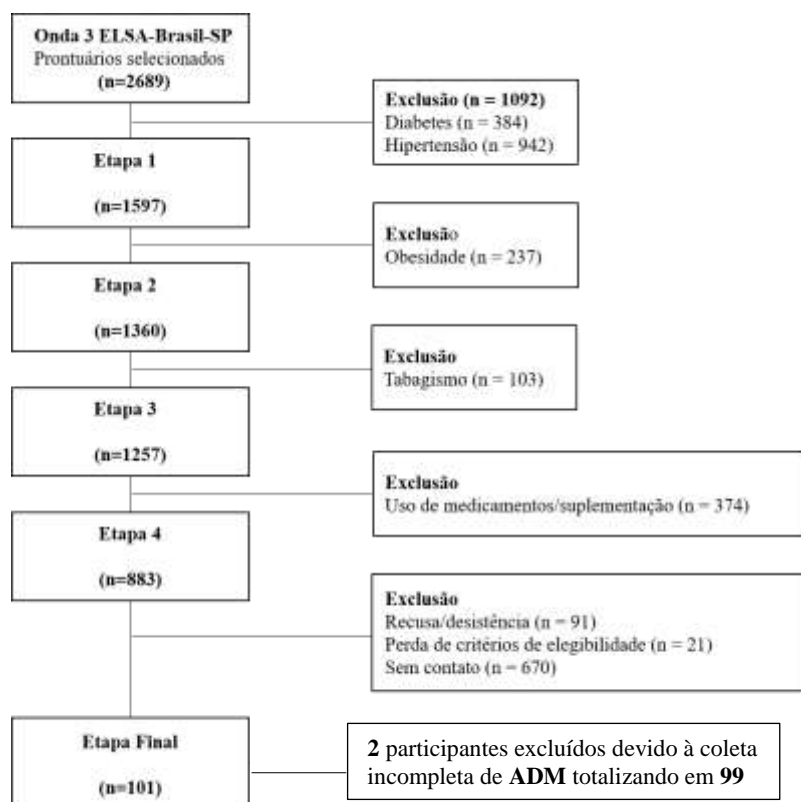 Onda 3 ELSA-Brasil-SP
Prontuários selecionados
(n=2689)
Exclusão (n = 1092)
Diabetes (n = 384)
Hipertensão (n = 942)
Etapa 1
(n=1597)
Exclusão
Obesidade (n = 237)
Etapa 2
(n=1360)
Exclusão
Tabagismo (n = 103)
Etapa 3
(n=1257)
Exclusão
Uso de medicamentos/suplementação (n = 374)
Etapa 4
(n=883)
Exclusão
Recusa/desistência (n = 91)
Perda de critérios de elegibilidade (n = 21)
Sem contato (n = 670)
Etapa Final
(n=101)
2 participantes excluídos devido à coleta
incompleta de ADM totalizando em 99